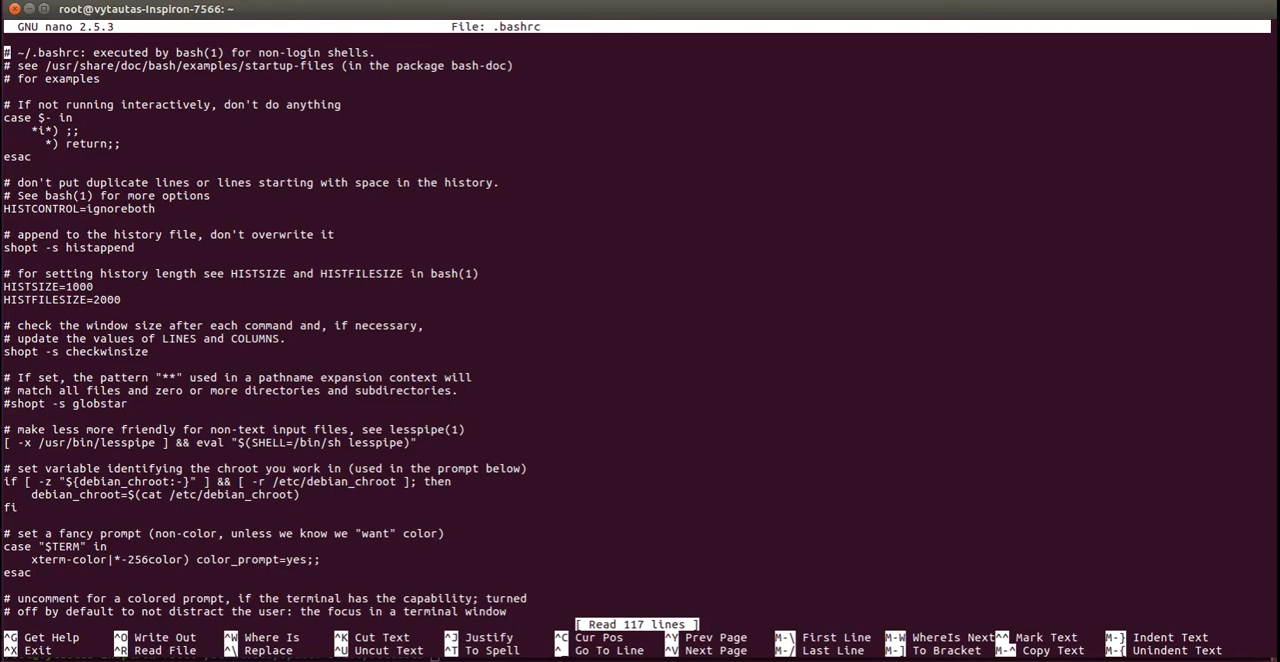 root@vytautas-Inspiron-7566: ~
GNU nano 2.5.3 File: .bashrc
# ~/.bashrc: executed by bash(1) for non-login shells.
# see /usr/share/doc/bash/examples/startup-files (in the package bash-doc)
# for examples
# If not running interactively, don't do anything
case $- in
*i*) ;;
*) return;;
esac
# don't put duplicate lines or lines starting with space in the history.
# See bash(1) for more options
HISTCONTROL=ignoreboth
# append to the history file, don't overwrite it
shopt -s histappend
# for setting history length see HISTSIZE and HISTFILESIZE in bash(1)
HISTSIZE=1000
HISTFILESIZE=2000
# check the window size after each command and, if necessary,
# update the values of LINES and COLUMNS.
shopt -s checkwinsize
# If set, the pattern "**" used in a pathname expansion context will
# match all files and zero or more directories and subdirectories.
#shopt -s globstar
# make less more friendly for non-text input files, see lesspipe(1)
[ -x /usr/bin/lesspipe ] && eval "$(SHELL=/bin/sh lesspipe)"
# set variable identifying the chroot you work in (used in the prompt below)
if [ -z "${debian_chroot:-}" ] && [ -r /etc/debian_chroot ]; then
debian_chroot=$(cat /etc/debian_chroot)
fi
# set a fancy prompt (non-color, unless we know we "want" color)
case "$TERM" in
xterm-color|*-256color) color_prompt=yes;;
esac
# uncomment for a colored prompt, if the terminal has the capability; turned
# off by default to not distract the user: the focus in a terminal window
[ Read 117 lines ]
^G Get Help ^O Write Out ^W Where Is ^K Cut Text ^J Justify ^C Cur Pos ^Y Prev Page M-\ First Line M-W WhereIs Next ^^ Mark Text M-} Indent Text
^X Exit ^R Read File ^\ Replace ^U Uncut Text ^T To Spell ^_ Go To Line ^V Next Page M-/ Last Line M-] To Bracket M-^ Copy Text M-{ Unindent Text